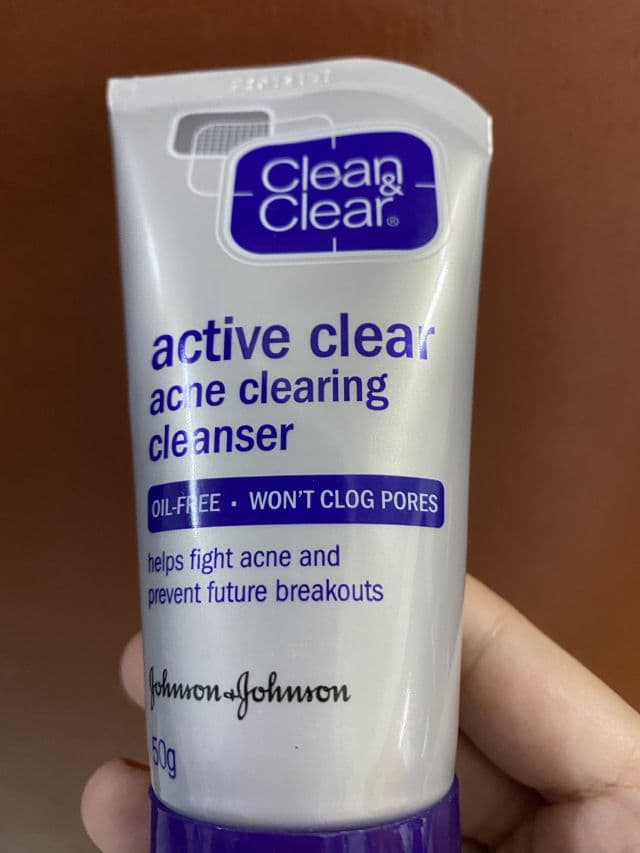 Clean &
Clear®
active clear
acne clearing
cleanser
OIL-FREE · WON'T CLOG PORES
helps fight acne and
prevent future breakouts
Johnson & Johnson
50g